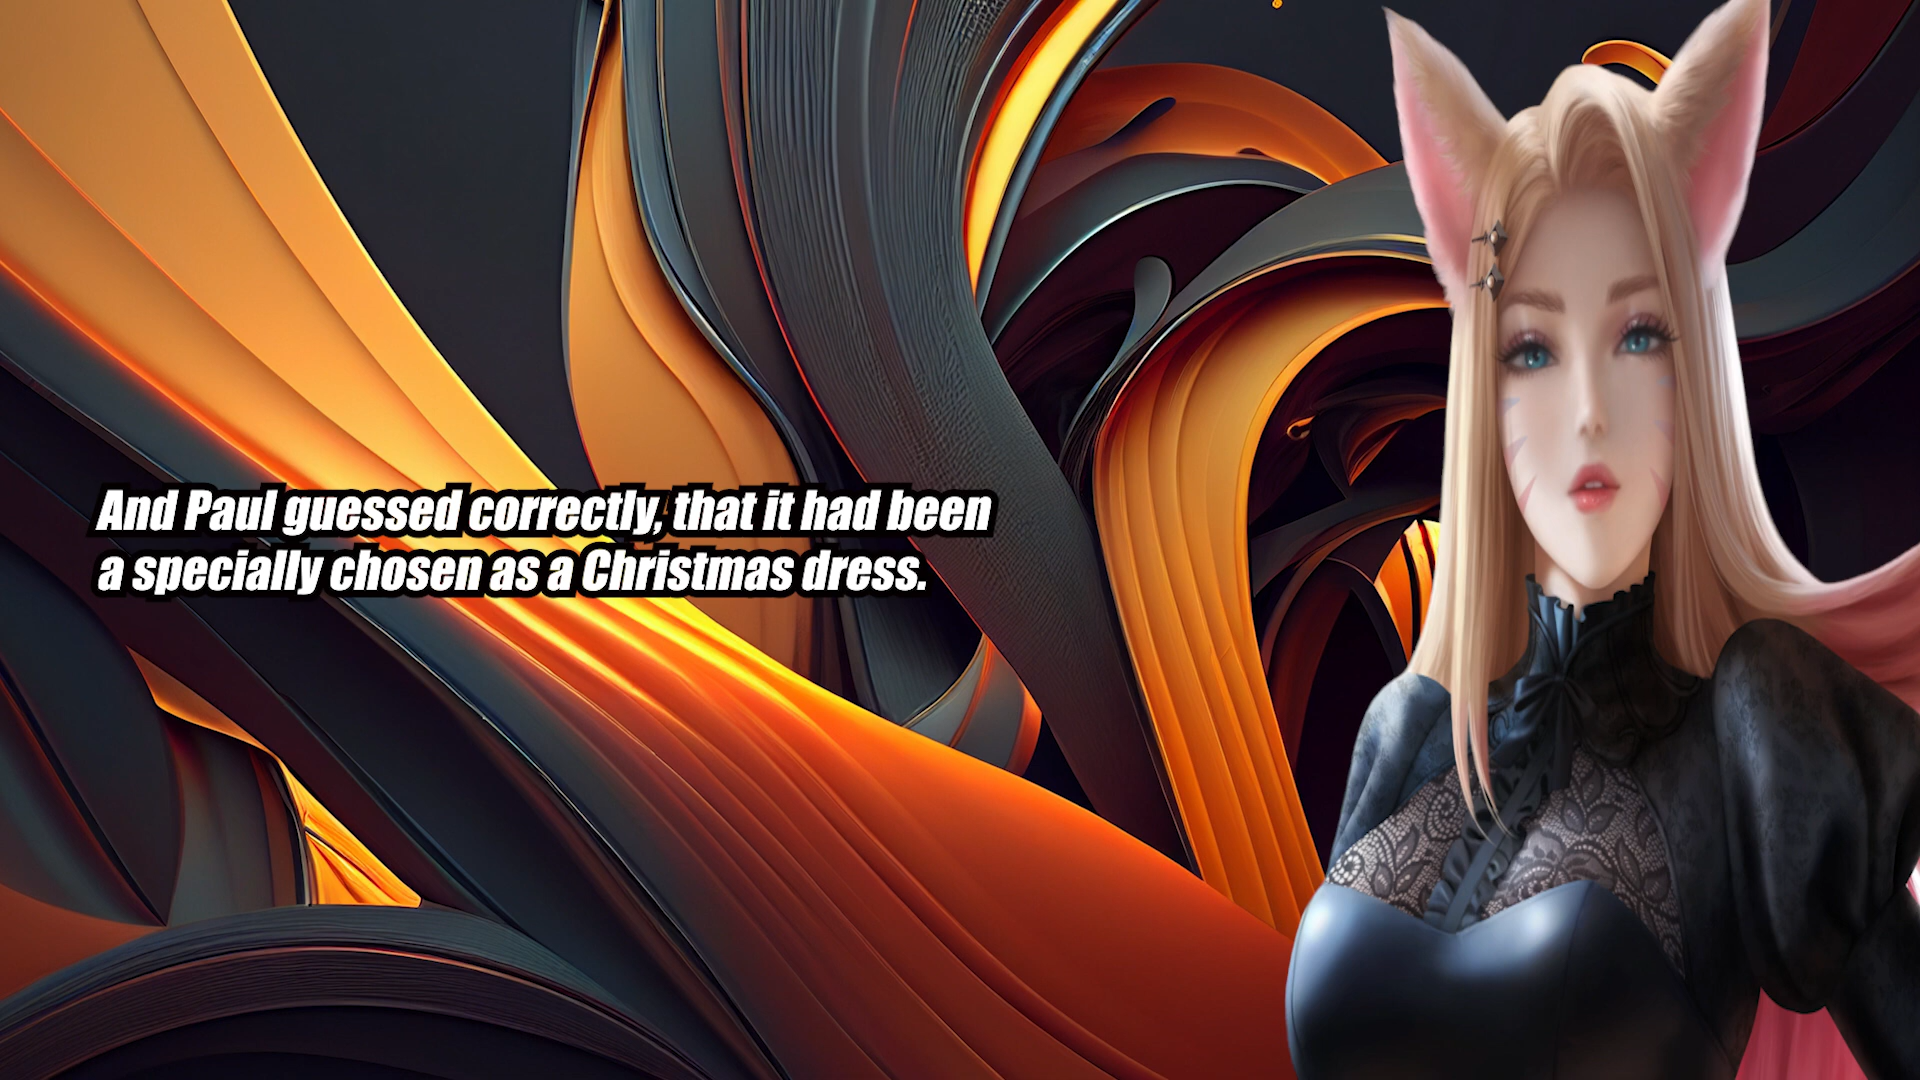 And Paul guessed correctly, that it had been
a specially chosen as a Christmas dress.